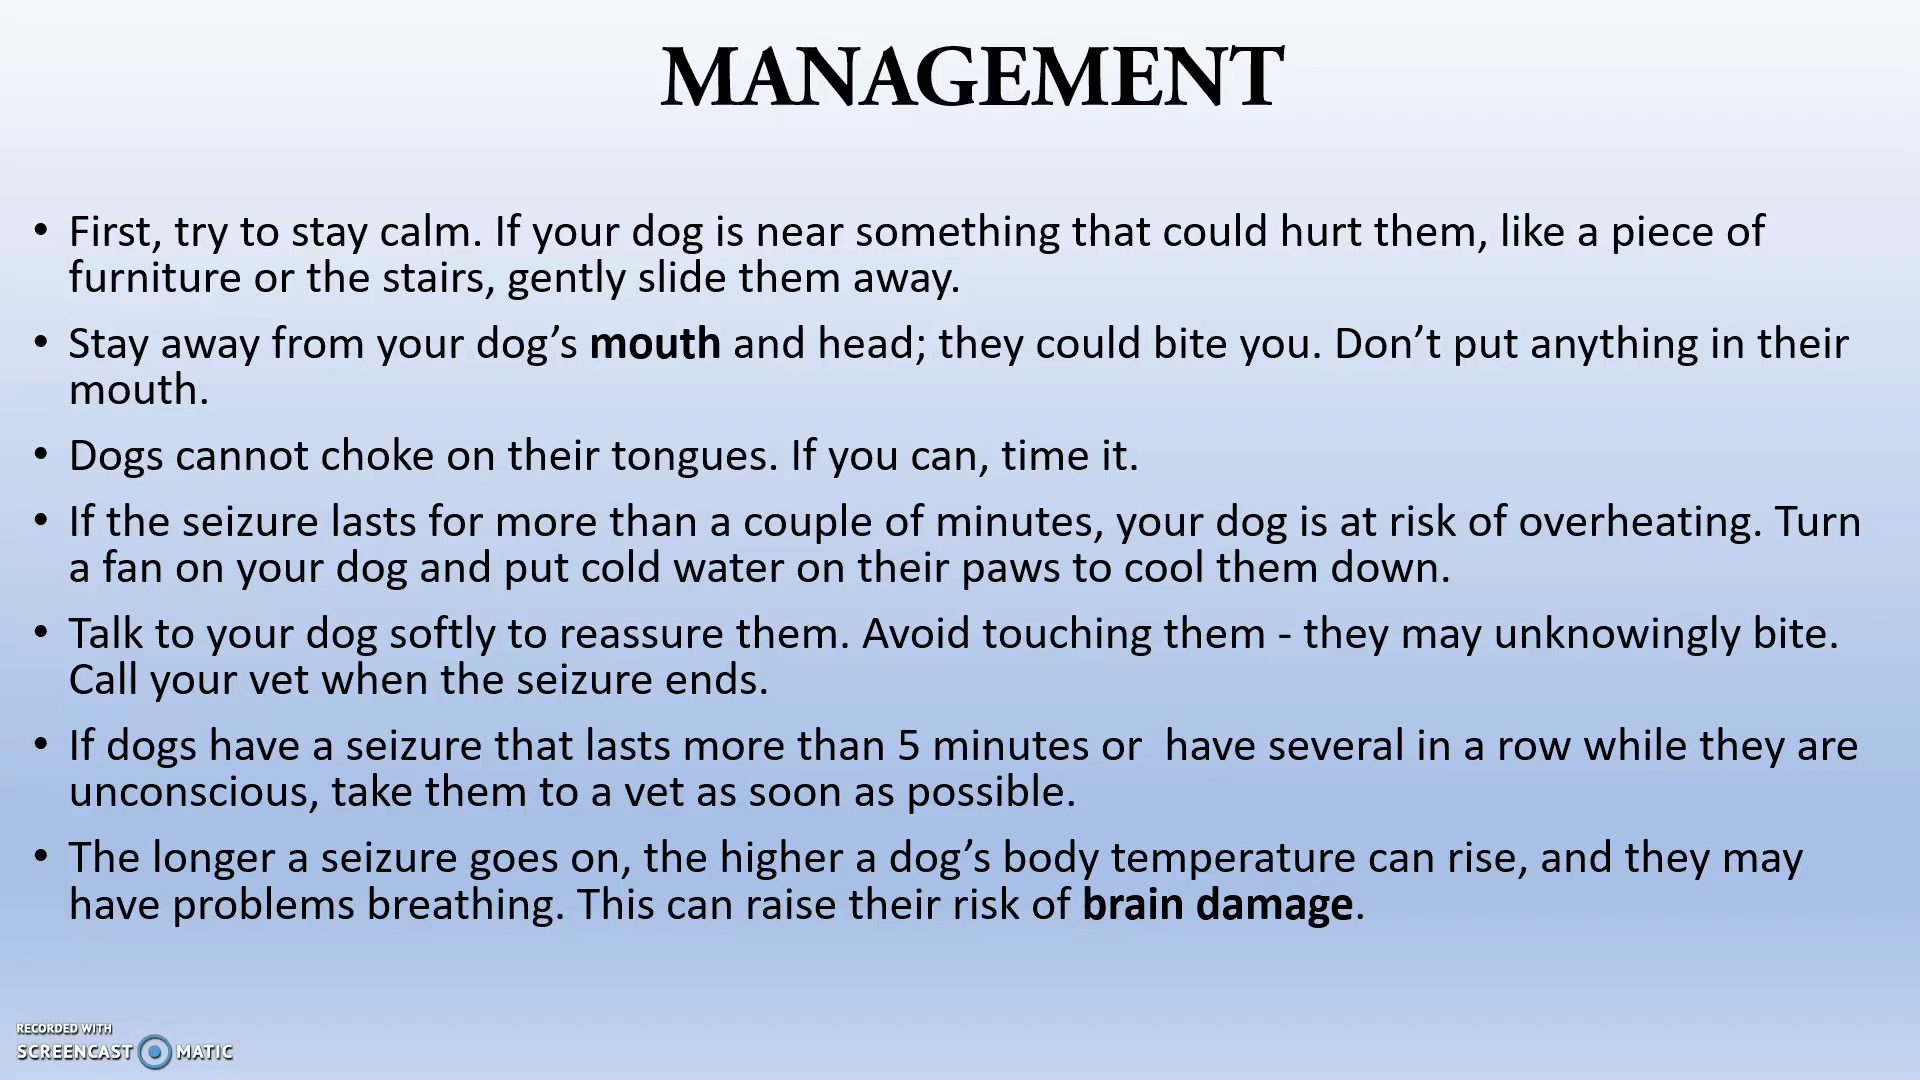 MANAGEMENT
• First, try to stay calm. If your dog is near something that could hurt them, like a piece of
furniture or the stairs, gently slide them away.
• Stay away from your dog’s mouth and head; they could bite you. Don’t put anything in their
mouth.
• Dogs cannot choke on their tongues. If you can, time it.
• If the seizure lasts for more than a couple of minutes, your dog is at risk of overheating. Turn
a fan on your dog and put cold water on their paws to cool them down.
• Talk to your dog softly to reassure them. Avoid touching them - they may unknowingly bite.
Call your vet when the seizure ends.
• If dogs have a seizure that lasts more than 5 minutes or  have several in a row while they are
unconscious, take them to a vet as soon as possible.
• The longer a seizure goes on, the higher a dog’s body temperature can rise, and they may
have problems breathing. This can raise their risk of brain damage.
RECORDED WITH
SCREENCAST MATIC